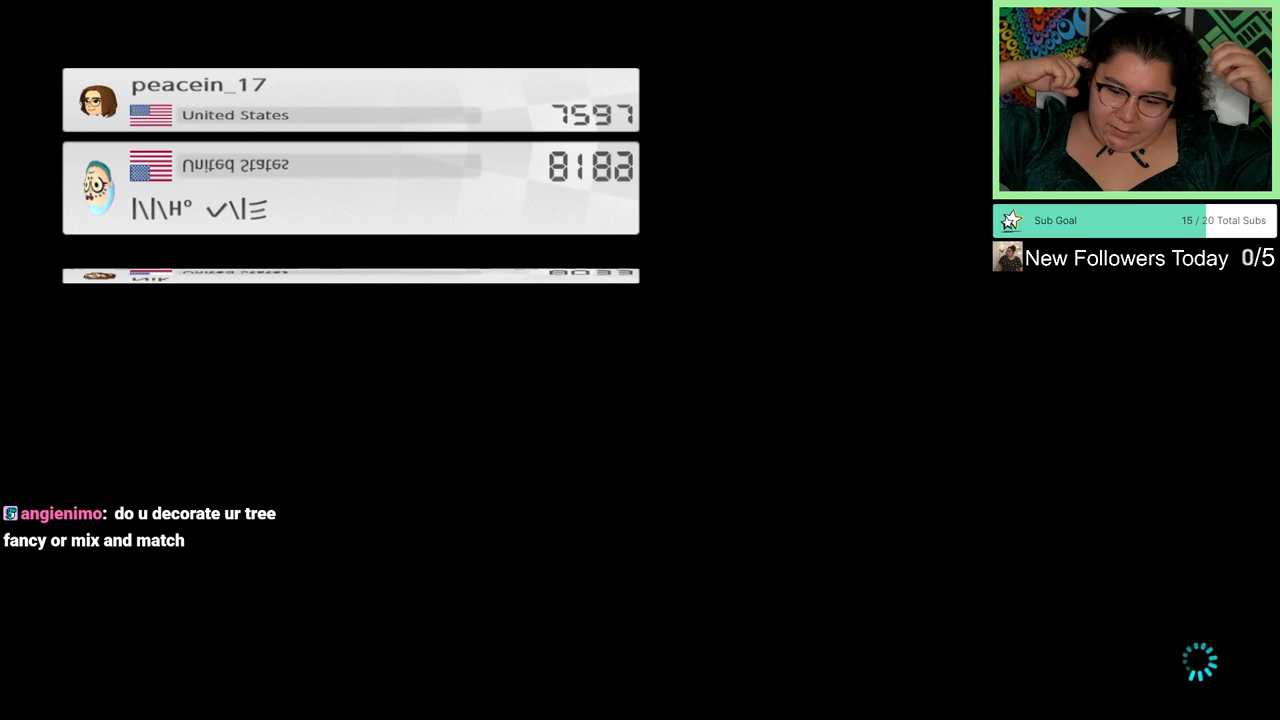 peacein_17
United States
7597
United States
8183
Sub Goal
15 / 20 Total Subs
New Followers Today 0/5
angienimo: do u decorate ur tree
fancy or mix and match